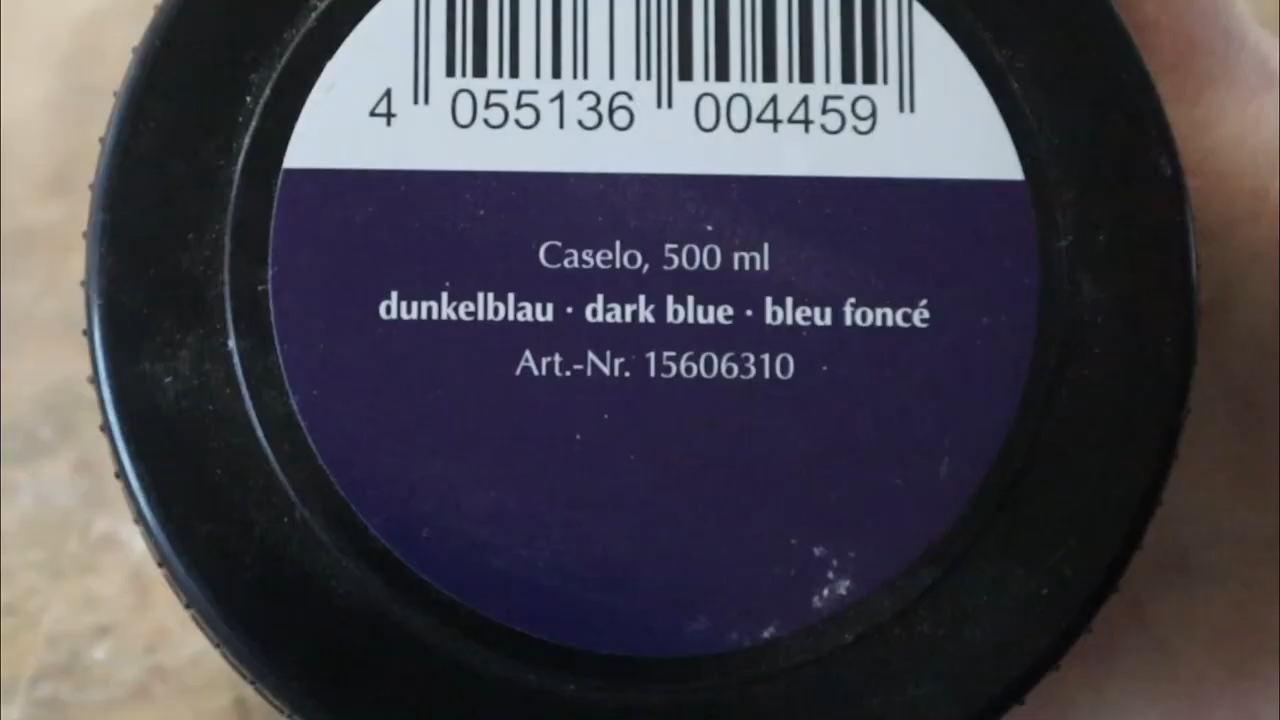 4 055136 004459
Caselo, 500 ml
dunkelblau · dark blue · bleu foncé
Art.-Nr. 15606310